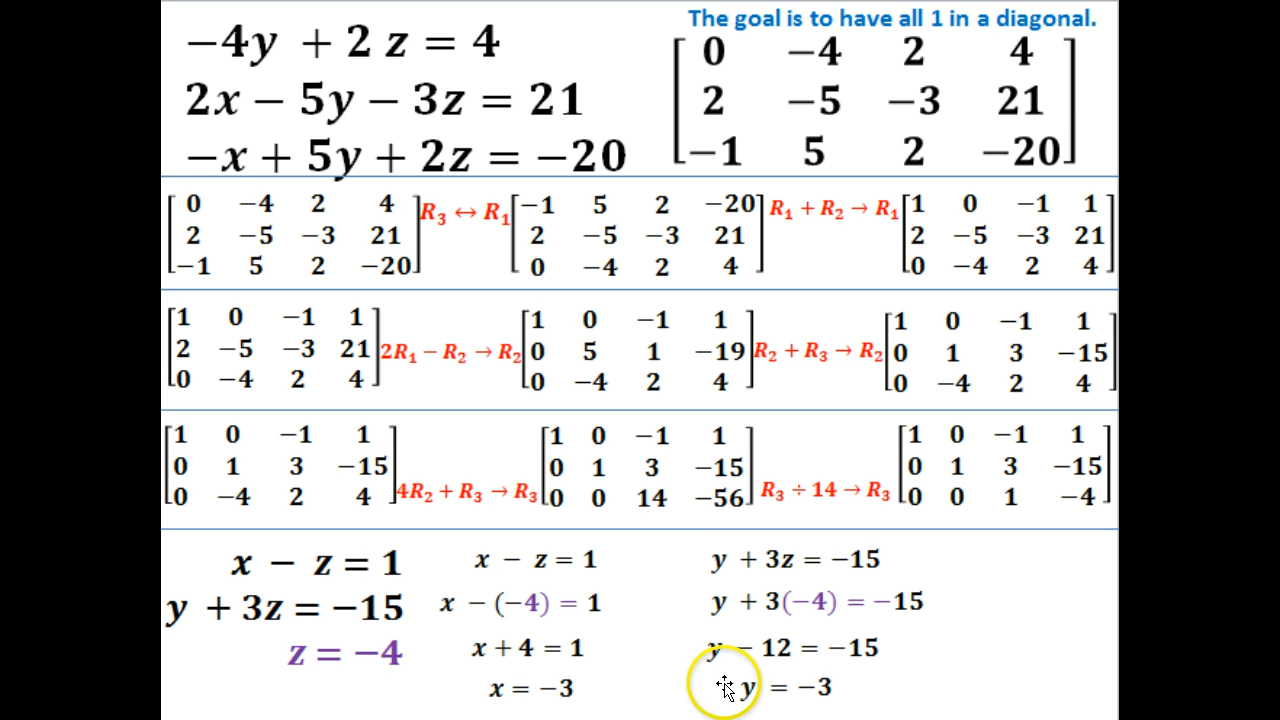 The goal is to have all 1 in a diagonal.
−4y + 2 z = 4
2x − 5y − 3z = 21
−x + 5y + 2z = −20
0 −4 2 4
2 −5 −3 21
−1 5 2 −20
0 −4 2 4
2 −5 −3 21
−1 5 2 −20
R₃ ↔ R₁
−1 5 2 −20
2 −5 −3 21
0 −4 2 4
R₁ + R₂ → R₁
1 0 −1 1
2 −5 −3 21
0 −4 2 4
1 0 −1 1
2 −5 −3 21
0 −4 2 4
2R₁ − R₂ → R₂
1 0 −1 1
0 5 1 −19
0 −4 2 4
R₂ + R₃ → R₂
1 0 −1 1
0 1 3 −15
0 −4 2 4
1 0 −1 1
0 1 3 −15
0 −4 2 4
4R₂ + R₃ → R₃
1 0 −1 1
0 1 3 −15
0 0 14 −56
R₃ ÷ 14 → R₃
1 0 −1 1
0 1 3 −15
0 0 1 −4
x − z = 1
y + 3z = −15
z = −4
x − z = 1
x − (−4) = 1
x + 4 = 1
x = −3
y + 3z = −15
y + 3(−4) = −15
y − 12 = −15
y = −3